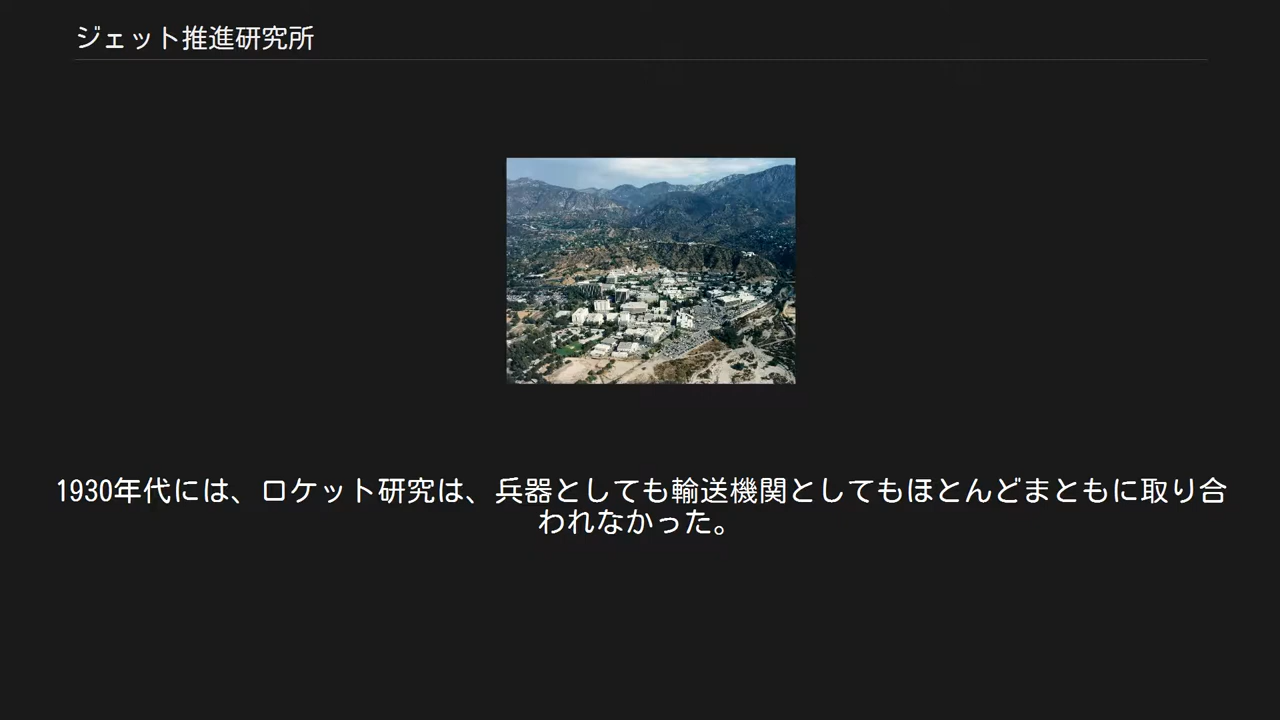 ジェット推進研究所
1930年代には、ロケット研究は、兵器としても輸送機関としてもほとんどまともに取り合
われなかった。